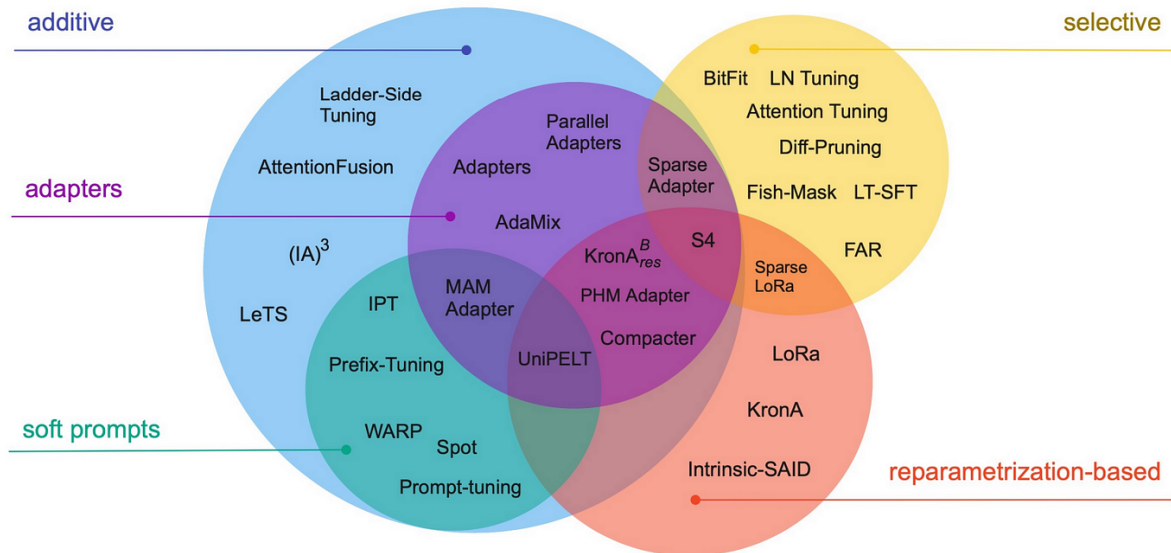 additive
selective
BitFit LN Tuning
Ladder-Side
Tuning
Attention Tuning
Parallel
Adapters
Diff-Pruning
AttentionFusion
Adapters
Sparse
Adapter
adapters
Fish-Mask LT-SFT
AdaMix
(IA)³
KronA^B_res
S4
FAR
Sparse
LoRa
MAM
Adapter
IPT
PHM Adapter
LeTS
Compacter
UniPELT
LoRa
Prefix-Tuning
KronA
soft prompts
WARP
Spot
Intrinsic-SAID
reparametrization-based
Prompt-tuning